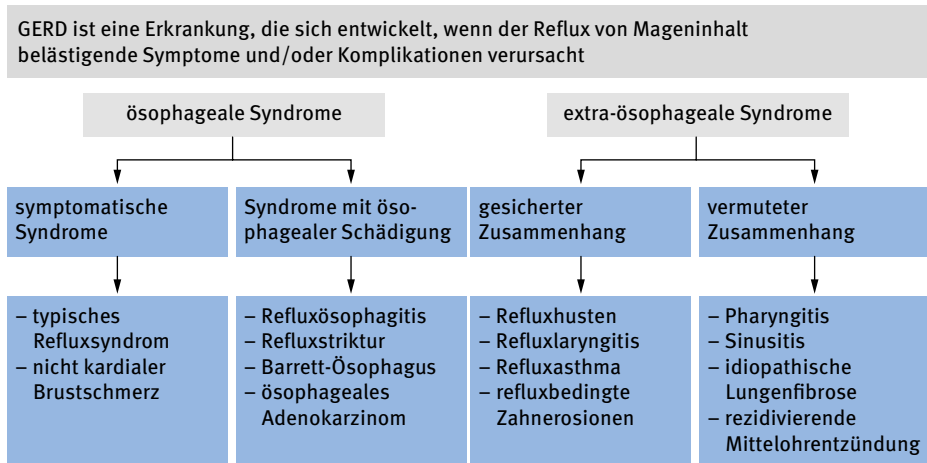 GERD ist eine Erkrankung, die sich entwickelt, wenn der Reflux von Mageninhalt
belästigende Symptome und/oder Komplikationen verursacht
ösophageale Syndrome
extra-ösophageale Syndrome
symptomatische
Syndrome
Syndrome mit öso-
phagealer Schädigung
gesicherter
Zusammenhang
vermuteter
Zusammenhang
– typisches
Refluxsyndrom
– nicht kardialer
Brustschmerz
– Refluxösophagitis
– Refluxstriktur
– Barrett-Ösophagus
– ösophageales
Adenokarzinom
– Refluxhusten
– Refluxlaryngitis
– Refluxasthma
– refluxbedingte
Zahnerosionen
– Pharyngitis
– Sinusitis
– idiopathische
Lungenfibrose
– rezidivierende
Mittelohrentzündung